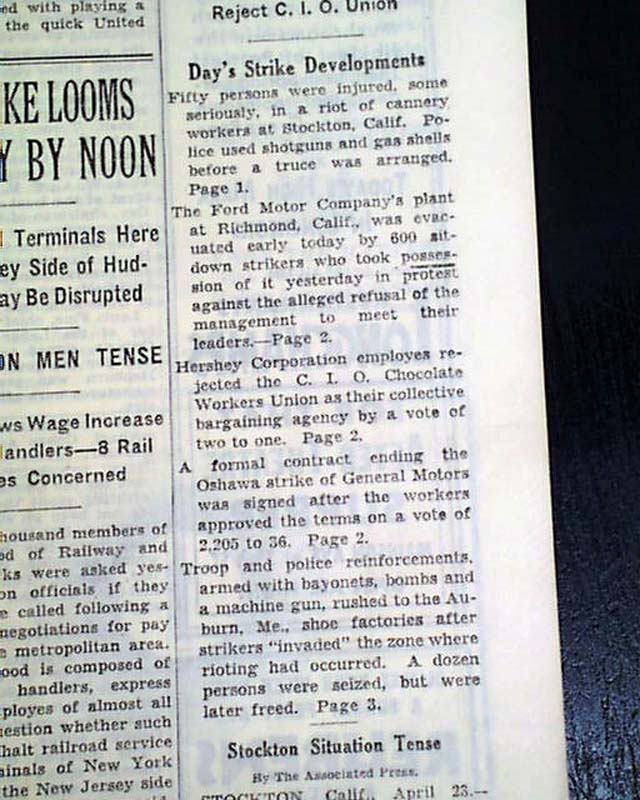 ed with playing a
the quick United
KE LOOMS
Y BY NOON
Terminals Here
ey Side of Hud-
ay Be Disrupted
ON MEN TENSE
ws Wage Increase
andlers—8 Rail
es Concerned
housand members of
ed of Railway and
ks were asked yes-
on officials if they
e called following a
negotiations for pay
e metropolitan area.
ood is composed of
handlers, express
ployes of almost all
estion whether such
halt railroad service
inals of New York
the New Jersey side
Reject C. I. O. Union
Day's Strike Developments
Fifty persons were injured, some
seriously, in a riot of cannery
workers at Stockton, Calif. Po-
lice used shotguns and gas shells
before a truce was arranged.
Page 1.
The Ford Motor Company's plant
at Richmond, Calif., was evac-
uated early today by 600 sit-
down strikers who took posses-
sion of it yesterday in protest
against the alleged refusal of the
management to meet their
leaders.—Page 2.
Hershey Corporation employes re-
jected the C. I. O. Chocolate
Workers Union as their collective
bargaining agency by a vote of
two to one. Page 2.
A formal contract ending the
Oshawa strike of General Motors
was signed after the workers
approved the terms on a vote of
2,205 to 36. Page 2.
Troop and police reinforcements,
armed with bayonets, bombs and
a machine gun, rushed to the Au-
burn, Me., shoe factories after
strikers "invaded" the zone where
rioting had occurred. A dozen
persons were seized, but were
later freed. Page 3.
Stockton Situation Tense
By The Associated Press.
STOCKTON, Calif., April 23.—